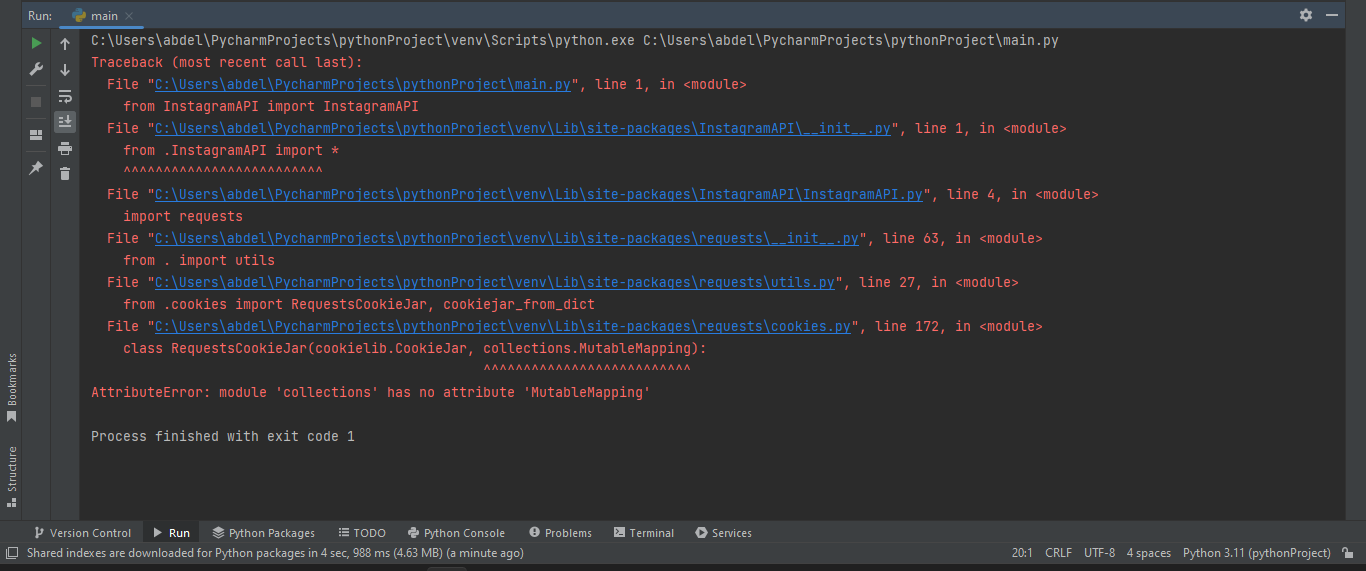 Run: main
C:\Users\abdel\PycharmProjects\pythonProject\venv\Scripts\python.exe C:\Users\abdel\PycharmProjects\pythonProject\main.py
Traceback (most recent call last):
  File "C:\Users\abdel\PycharmProjects\pythonProject\main.py", line 1, in <module>
    from InstagramAPI import InstagramAPI
  File "C:\Users\abdel\PycharmProjects\pythonProject\venv\Lib\site-packages\InstagramAPI\__init__.py", line 1, in <module>
    from .InstagramAPI import *
    ^^^^^^^^^^^^^^^^^^^^^^^^^
  File "C:\Users\abdel\PycharmProjects\pythonProject\venv\Lib\site-packages\InstagramAPI\InstagramAPI.py", line 4, in <module>
    import requests
  File "C:\Users\abdel\PycharmProjects\pythonProject\venv\Lib\site-packages\requests\__init__.py", line 63, in <module>
    from . import utils
  File "C:\Users\abdel\PycharmProjects\pythonProject\venv\Lib\site-packages\requests\utils.py", line 27, in <module>
    from .cookies import RequestsCookieJar, cookiejar_from_dict
  File "C:\Users\abdel\PycharmProjects\pythonProject\venv\Lib\site-packages\requests\cookies.py", line 172, in <module>
    class RequestsCookieJar(cookielib.CookieJar, collections.MutableMapping):
                                                 ^^^^^^^^^^^^^^^^^^^^^^^^^^
AttributeError: module 'collections' has no attribute 'MutableMapping'
Process finished with exit code 1
Bookmarks
Structure
Version Control Run Python Packages TODO Python Console Problems Terminal Services
Shared indexes are downloaded for Python packages in 4 sec, 988 ms (4.63 MB) (a minute ago) 20:1 CRLF UTF-8 4 spaces Python 3.11 (pythonProject)